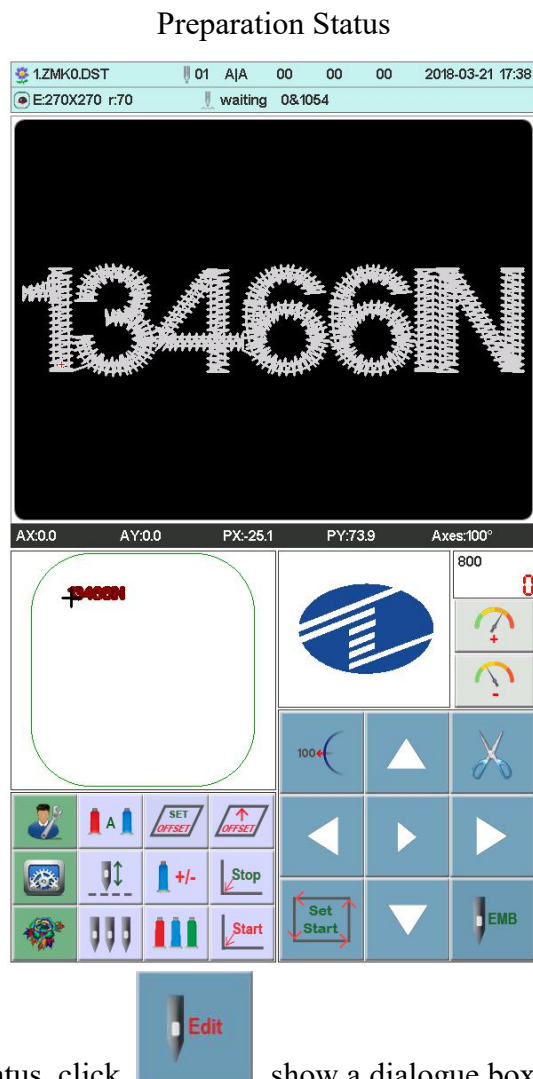 Preparation Status
1.ZMK0.DST 01 A|A 00 00 00 2018-03-21 17:38
E:270X270 r:70 waiting 0&1054
13466N
AX:0.0 AY:0.0 PX:-25.1 PY:73.9 Axes:100°
13466N
800
0
+
-
100
A SET OFFSET OFFSET
+/- Stop
Start
Set Start
EMB
Edit
click show a dialogue box